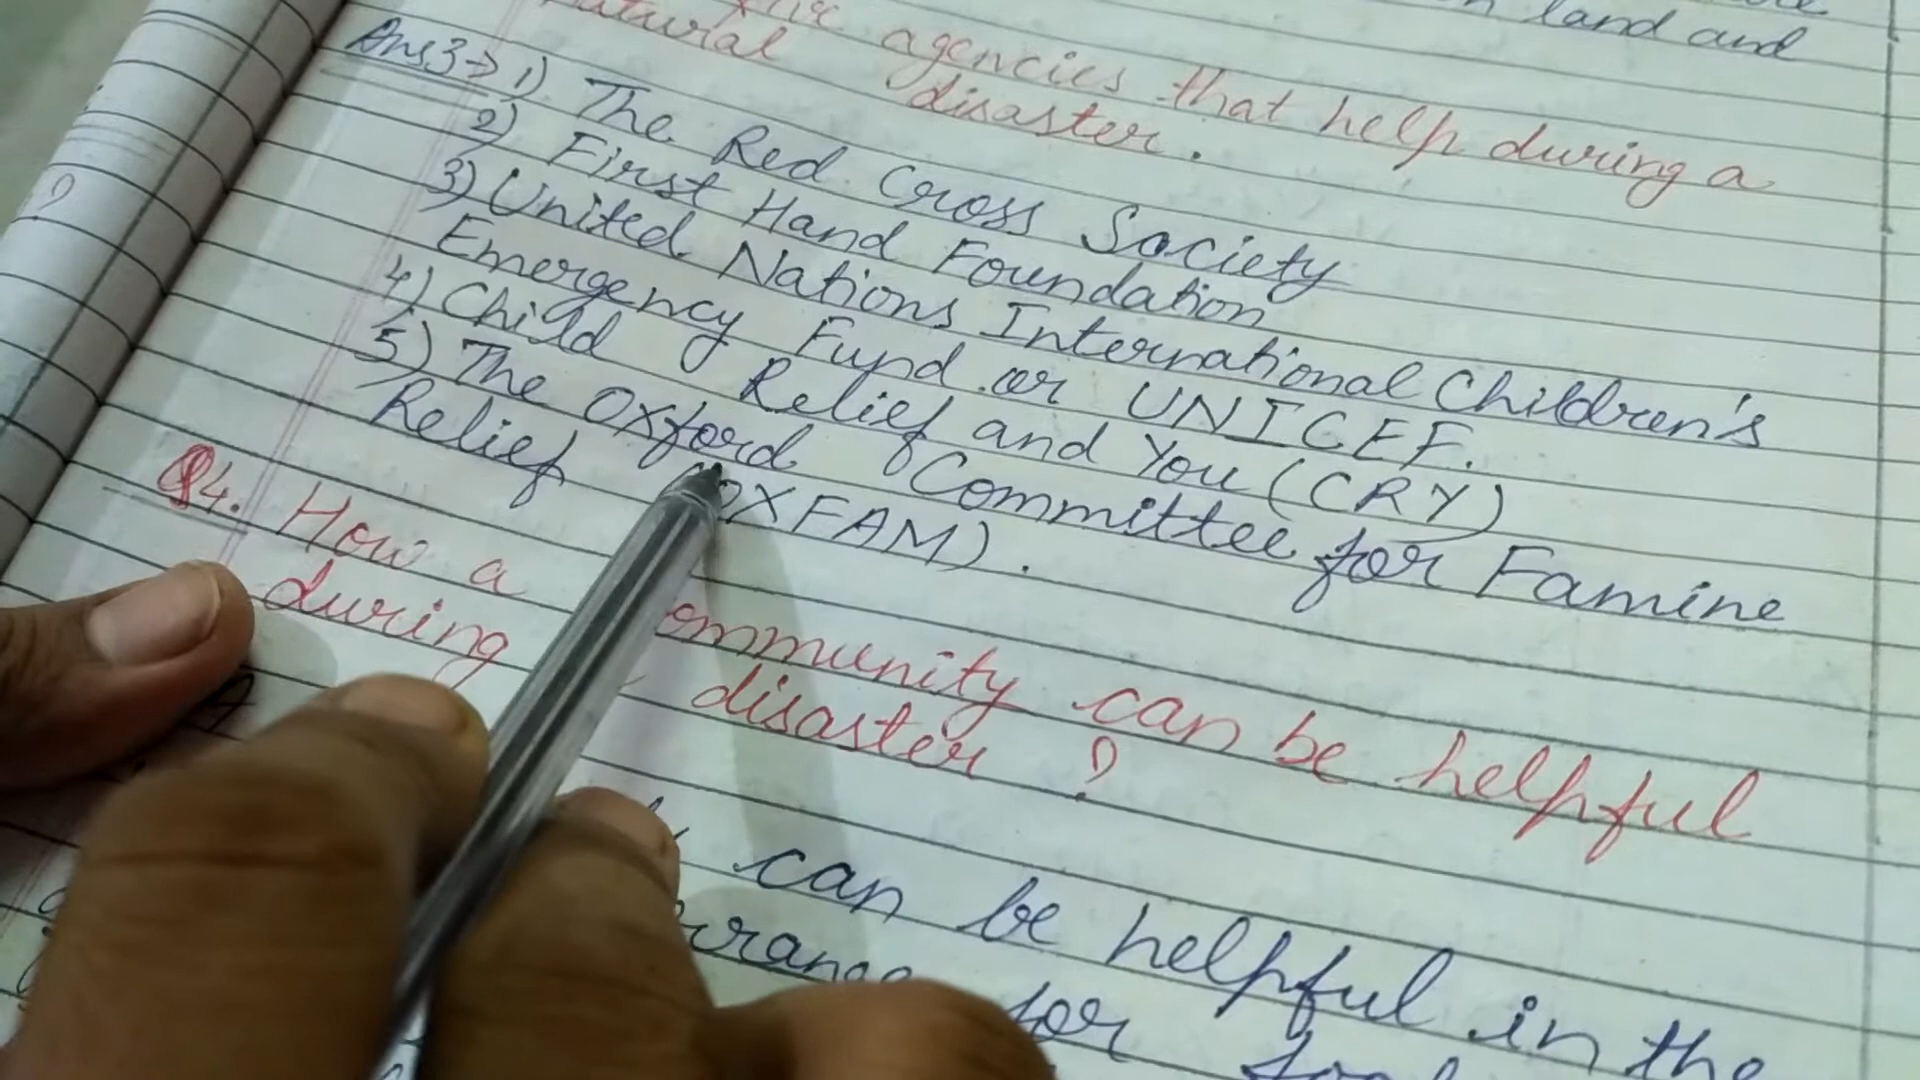 land and
agencies that help during a
natural disaster.
Ans3→ 1) The Red Cross Society
2) First Hand Foundation
3) United Nations International Children's
Emergency Fund or UNICEF.
4) Child Relief and You (CRY)
5) The Oxford Committee for Famine
Relief OXFAM).
Q4. How a ommunity can be helpful
during disaster ?
can be helpful in the
for